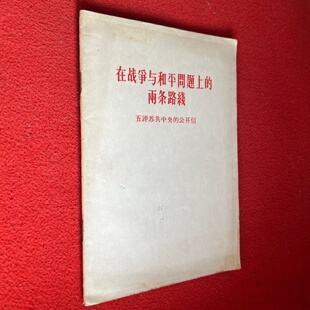 在战爭与和平問題上的
兩条路綫
五評苏共中央的公开信